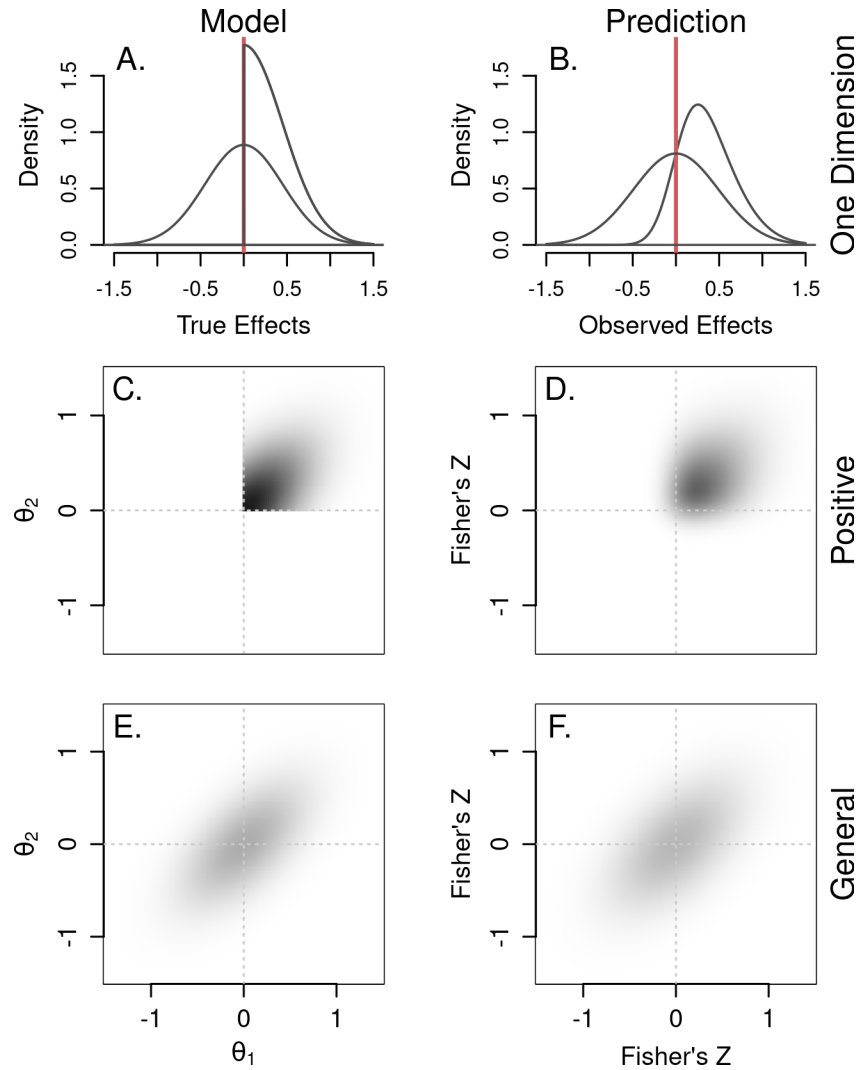 Model
Prediction
A.
B.
Density
1.5
1.0
0.5
0.0
-1.5
-0.5
0.5
1.5
True Effects
Density
1.5
1.0
0.5
0.0
-1.5
-0.5
0.5
1.5
Observed Effects
One Dimension
C.
θ2
1
0
-1
D.
Fisher's Z
1
0
-1
Positive
E.
θ2
1
0
-1
-1
0
1
θ1
F.
Fisher's Z
1
0
-1
-1
0
1
Fisher's Z
General